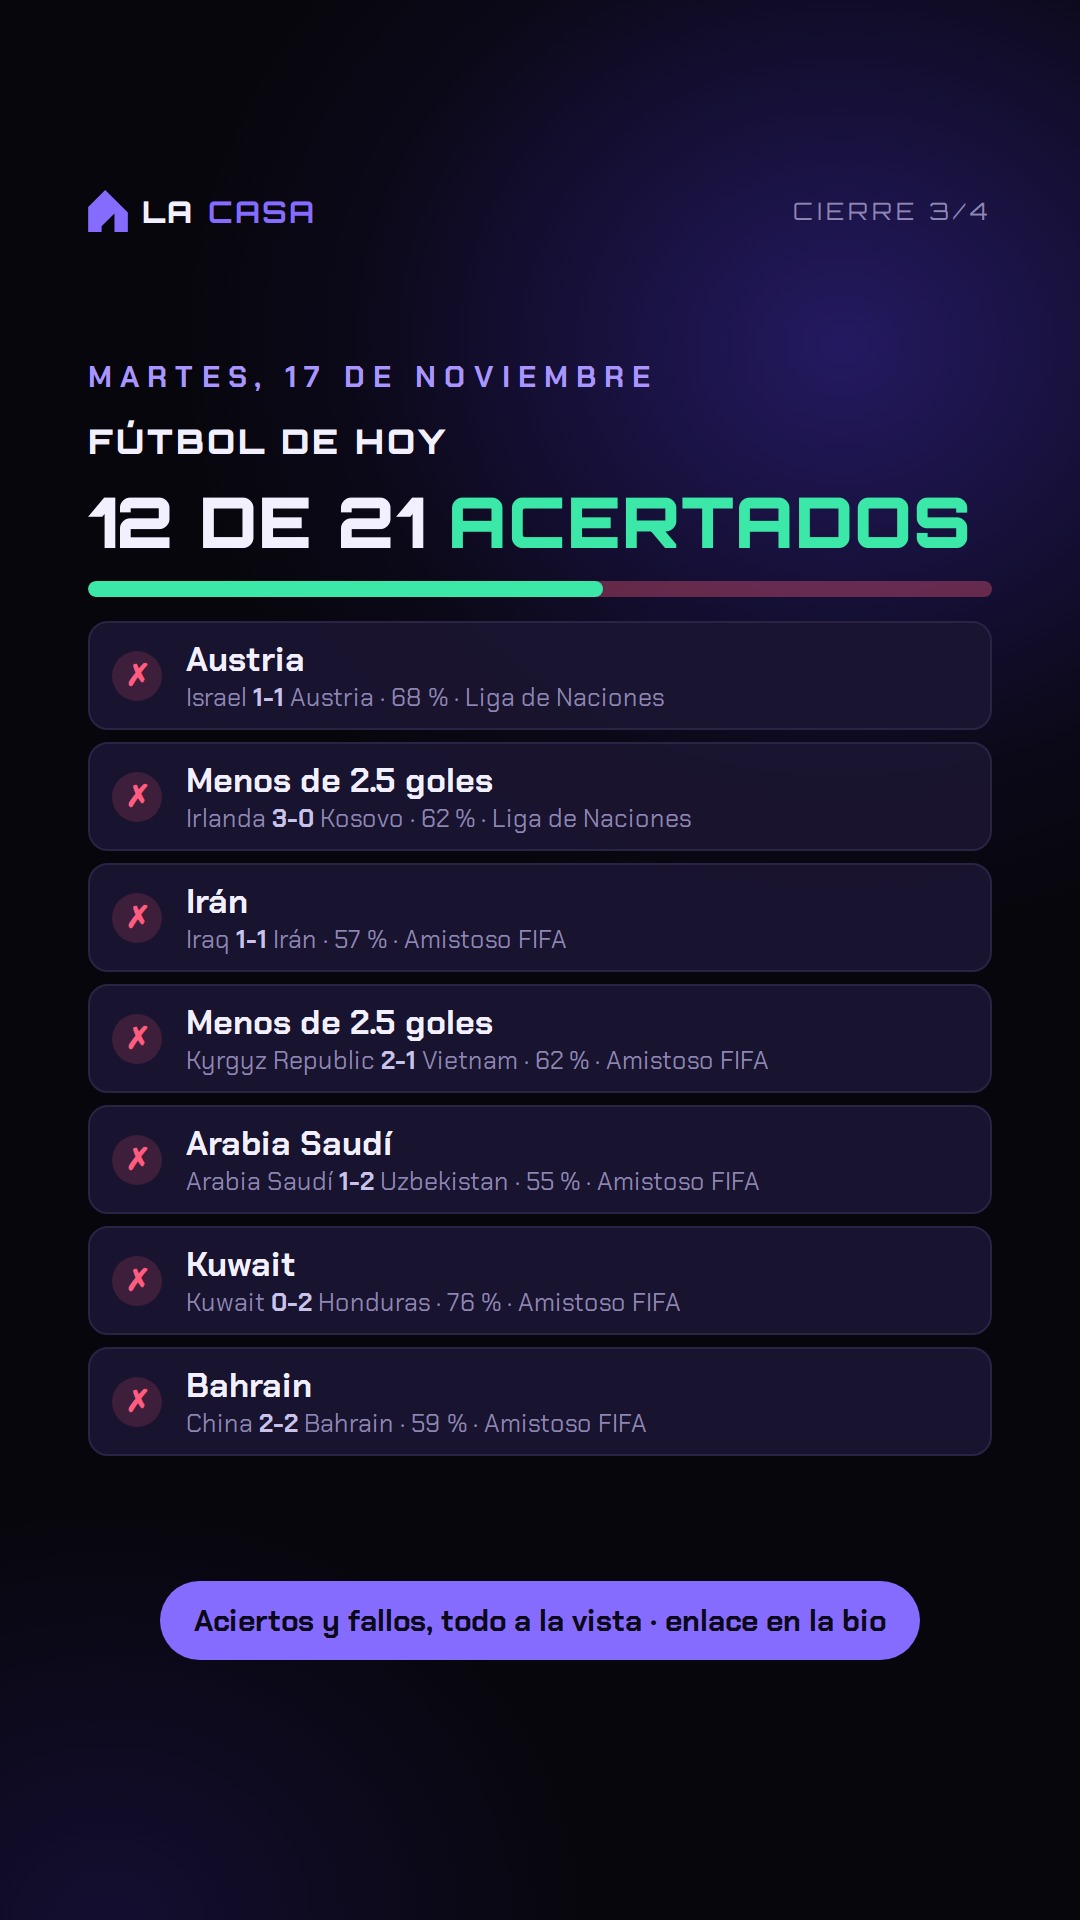 LA CASA
CIERRE 3/4
MARTES, 17 DE NOVIEMBRE
FÚTBOL DE HOY
12 DE 21 ACERTADOS
✗ Austria
Israel 1-1 Austria · 68 % · Liga de Naciones
✗ Menos de 2.5 goles
Irlanda 3-0 Kosovo · 62 % · Liga de Naciones
✗ Irán
Iraq 1-1 Irán · 57 % · Amistoso FIFA
✗ Menos de 2.5 goles
Kyrgyz Republic 2-1 Vietnam · 62 % · Amistoso FIFA
✗ Arabia Saudí
Arabia Saudí 1-2 Uzbekistan · 55 % · Amistoso FIFA
✗ Kuwait
Kuwait 0-2 Honduras · 76 % · Amistoso FIFA
✗ Bahrain
China 2-2 Bahrain · 59 % · Amistoso FIFA
Aciertos y fallos, todo a la vista · enlace en la bio